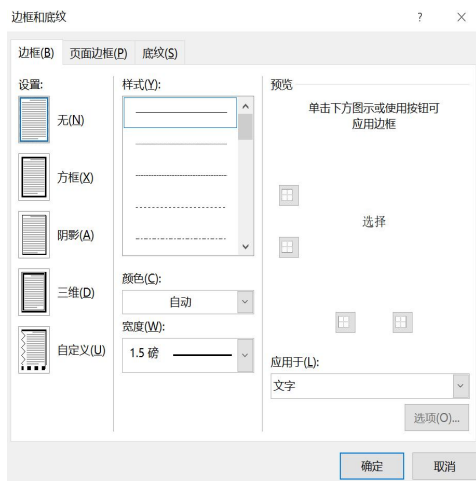 边框和底纹 ? ×
边框(B) 页面边框(P) 底纹(S)
设置:
无(N)
方框(X)
阴影(A)
三维(D)
自定义(U)
样式(Y):
颜色(C):
自动
宽度(W):
1.5 磅
预览
单击下方图示或使用按钮可
应用边框
选择
应用于(L):
文字
选项(O)...
确定 取消